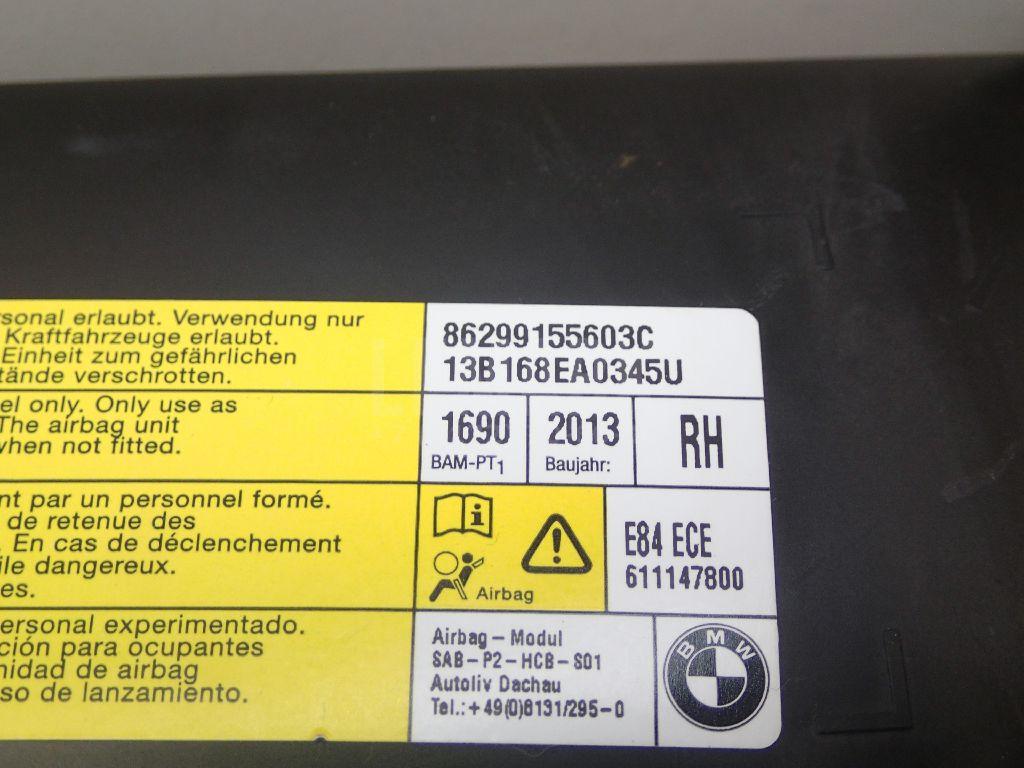 rsonal erlaubt. Verwendung nur
Kraftfahrzeuge erlaubt.
Einheit zum gefährlichen
tände verschrotten.
86299155603C
13B168EA0345U
el only. Only use as
The airbag unit
when not fitted.
1690
BAM-PT1
2013
Baujahr:
RH
nt par un personnel formé.
de retenue des
. En cas de déclenchement
ile dangereux.
es.
i
!
Airbag
E84 ECE
611147800
personal experimentado.
ción para ocupantes
nidad de airbag
so de lanzamiento.
Airbag – Modul
SAB – P2 – HCB – S01
Autoliv Dachau
Tel.: + 49(0)8131/295 – 0
BMW